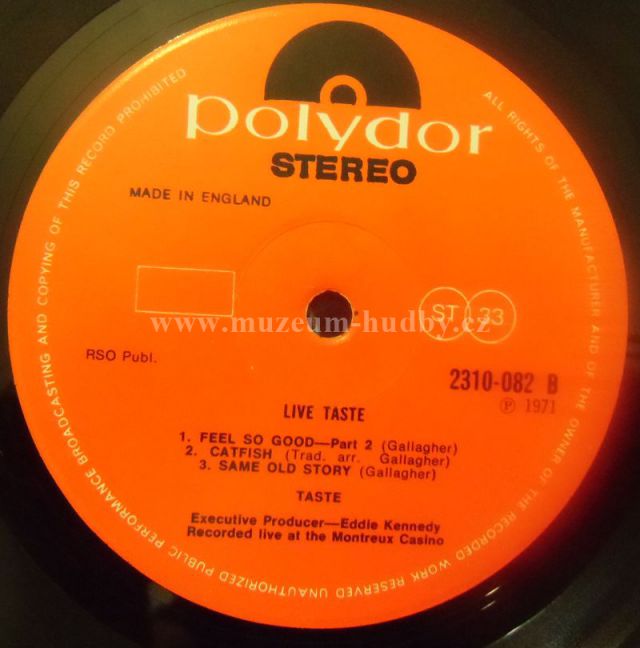 polydor
STEREO
MADE IN ENGLAND
ST 33
www.muzeum-hudby.cz
RSO Publ.
2310-082 B
℗ 1971
LIVE TASTE
1. FEEL SO GOOD—Part 2 (Gallagher)
2. CATFISH (Trad. arr. Gallagher)
3. SAME OLD STORY (Gallagher)
TASTE
Executive Producer—Eddie Kennedy
Recorded live at the Montreux Casino
ALL RIGHTS OF THE MANUFACTURER AND OF THE OWNER OF THE RECORDED WORK RESERVED UNAUTHORIZED PUBLIC PERFORMANCE BROADCASTING AND COPYING OF THIS RECORD PROHIBITED